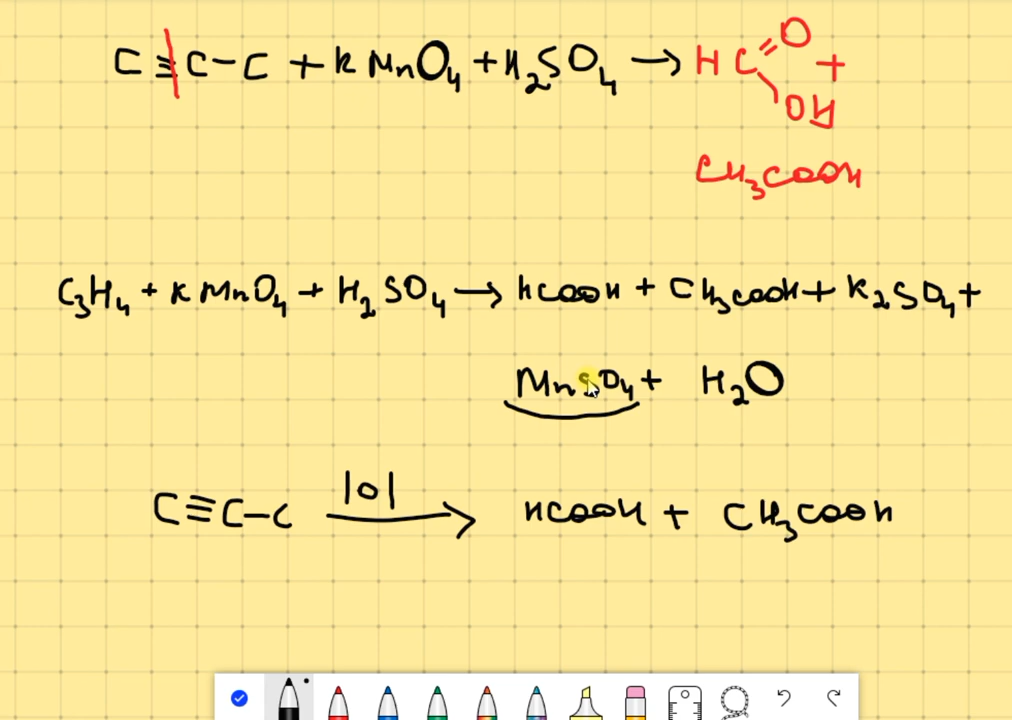 C≡C-C + KMnO₄ + H₂SO₄ → HC=O OH +
CH₃COOH
C₃H₄ + KMnO₄ + H₂SO₄ → HCOOH + CH₃COOH + K₂SO₄ +
MnSO₄ + H₂O
C≡C-C |O| → HCOOH + CH₃COOH